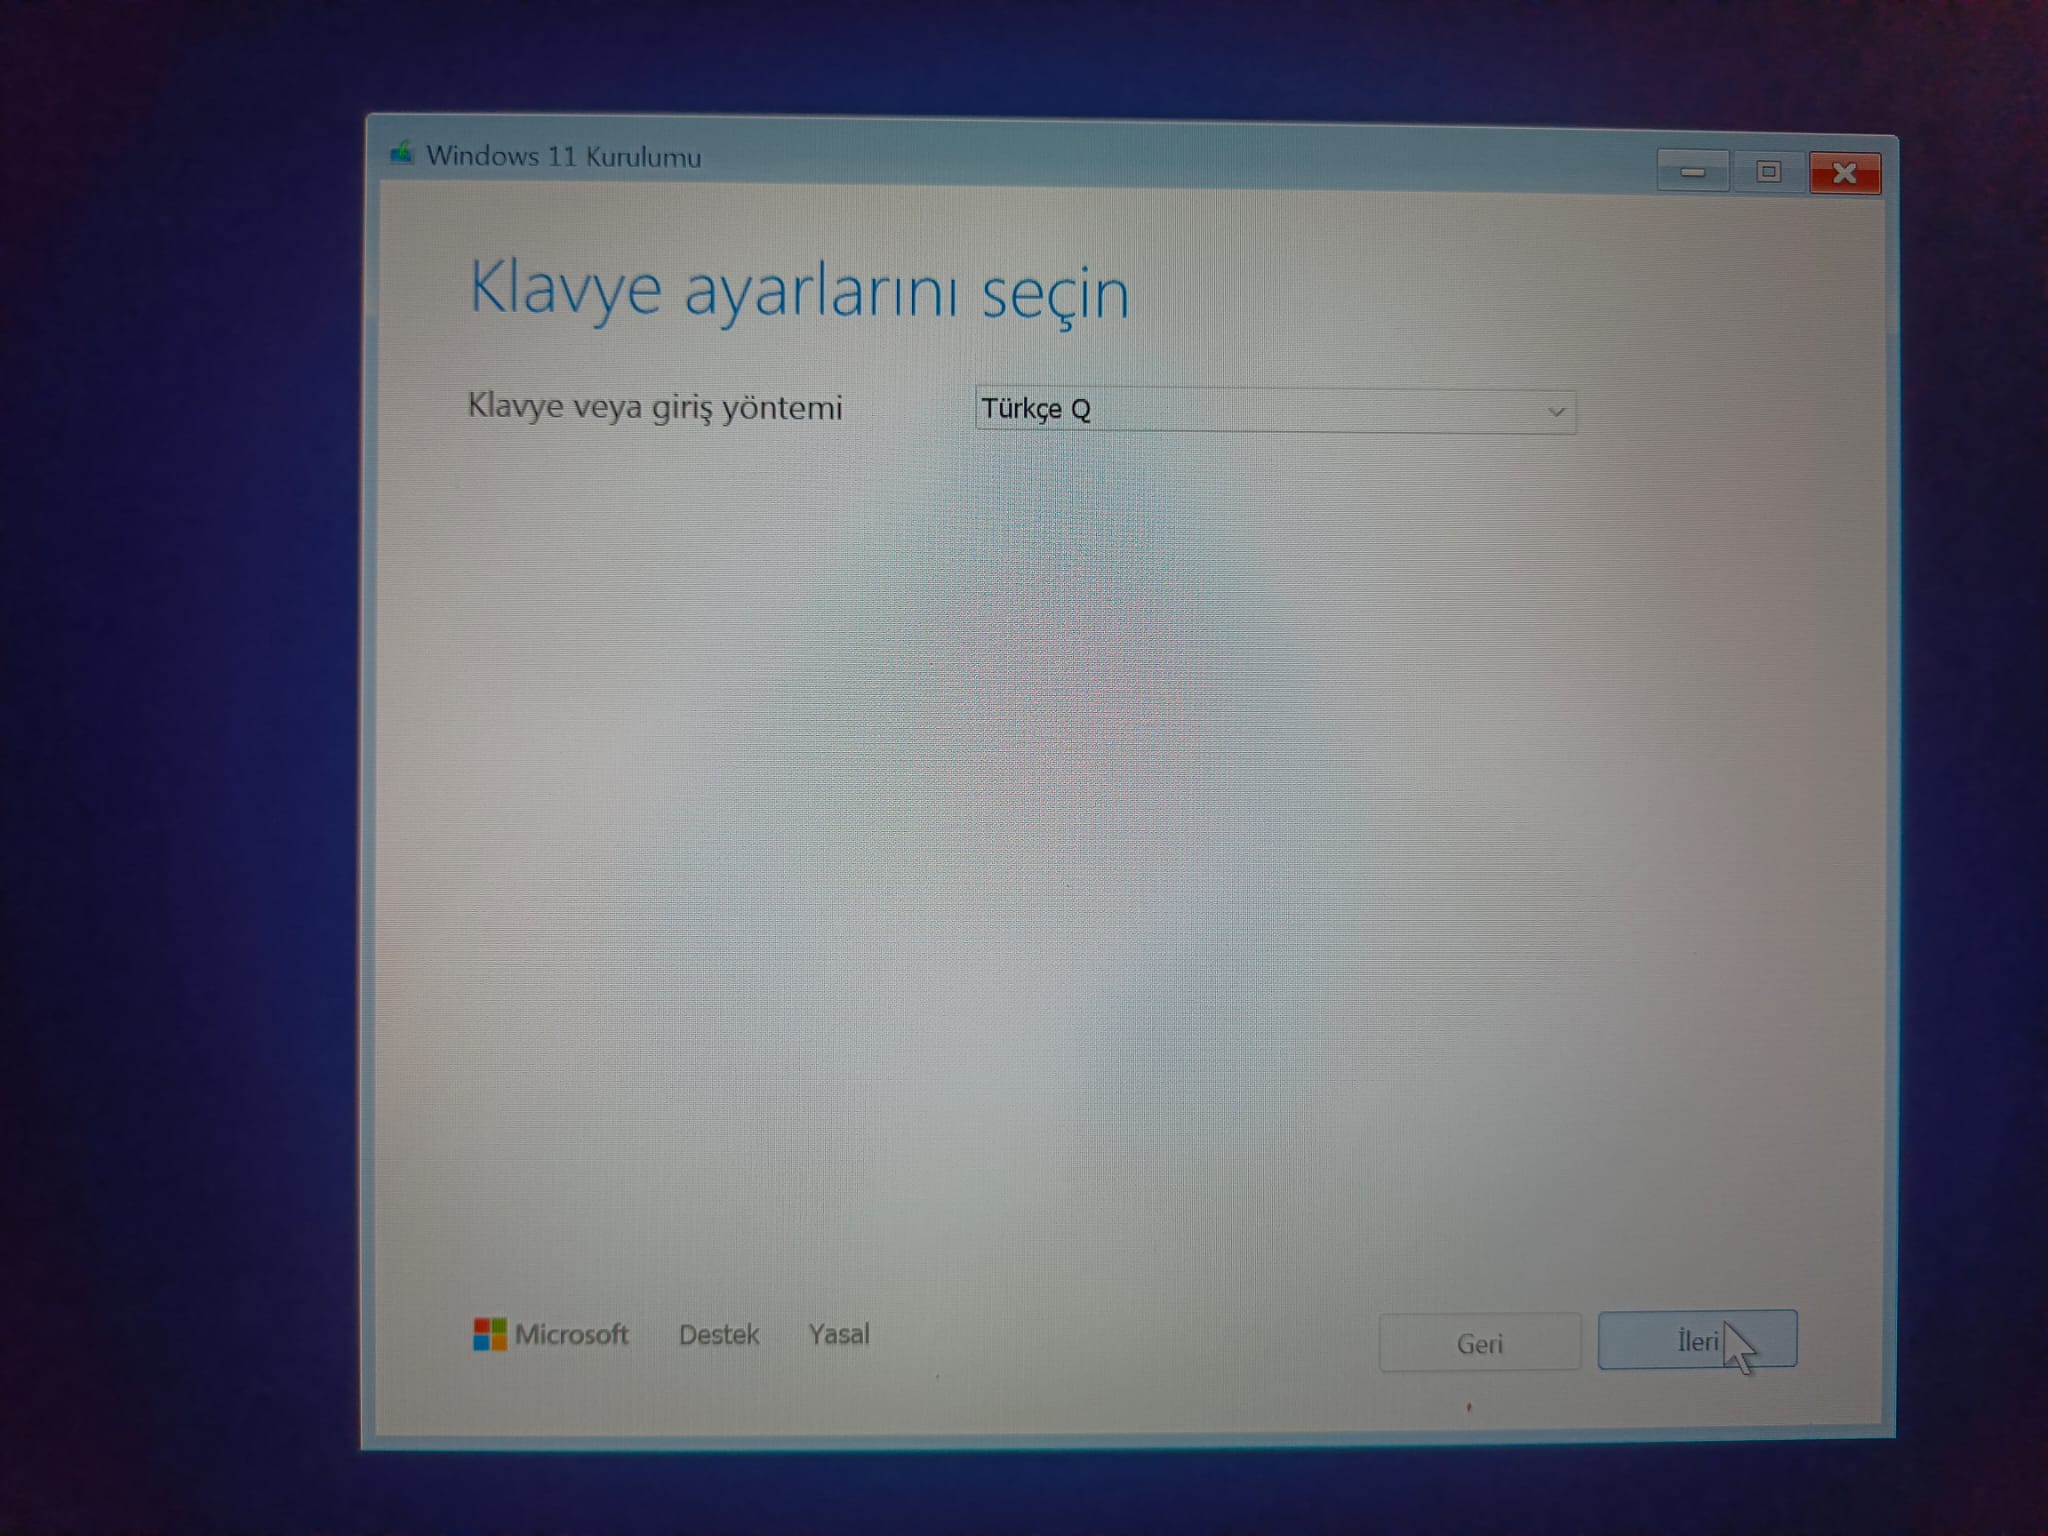 Windows 11 Kurulumu
Klavye ayarlarını seçin
Klavye veya giriş yöntemi
Türkçe Q
Microsoft
Destek
Yasal
Geri
İleri